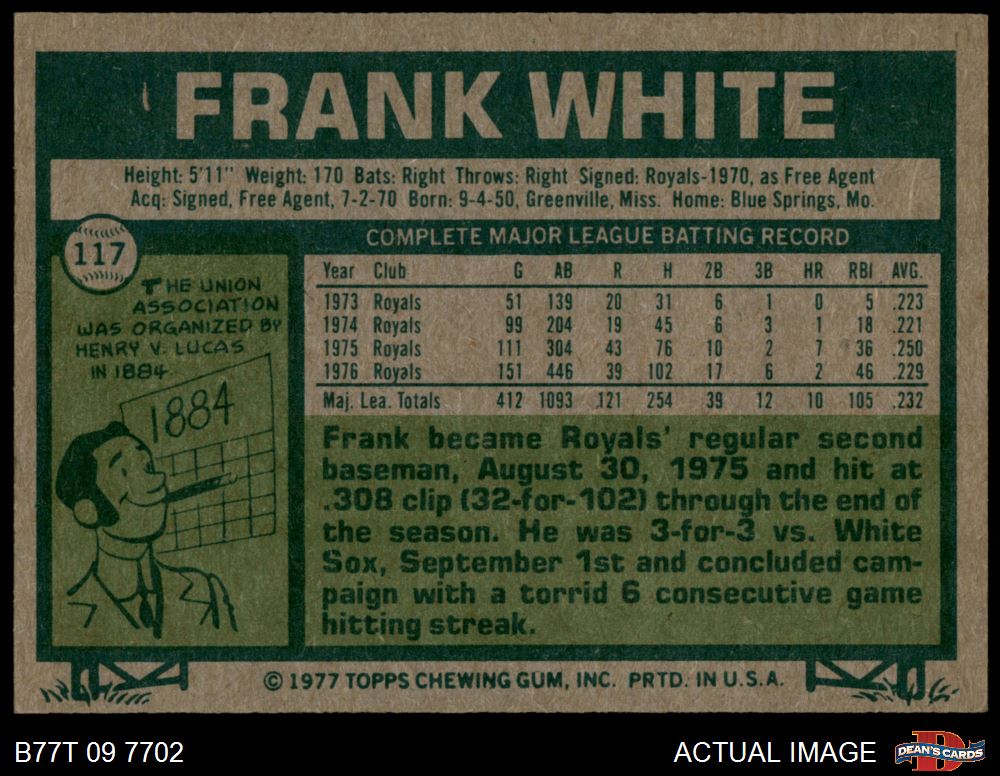 FRANK WHITE
Height: 5'11" Weight: 170 Bats: Right Throws: Right Signed: Royals-1970, as Free Agent
Acq: Signed, Free Agent, 7-2-70 Born: 9-4-50, Greenville, Miss. Home: Blue Springs, Mo.
117
THE UNION
ASSOCIATION
WAS ORGANIZED BY
HENRY V. LUCAS
IN 1884.
1884
COMPLETE MAJOR LEAGUE BATTING RECORD
Year Club G AB R H 2B 3B HR RBI AVG.
1973 Royals 51 139 20 31 6 1 0 5 .223
1974 Royals 99 204 19 45 6 3 1 18 .221
1975 Royals 111 304 43 76 10 2 7 36 .250
1976 Royals 151 446 39 102 17 6 2 46 .229
Maj. Lea. Totals 412 1093 121 254 39 12 10 105 .232
Frank became Royals' regular second
baseman, August 30, 1975 and hit at
.308 clip (32-for-102) through the end of
the season. He was 3-for-3 vs. White
Sox, September 1st and concluded cam-
paign with a torrid 6 consecutive game
hitting streak.
© 1977 TOPPS CHEWING GUM, INC. PRTD. IN U.S.A.
B77T 09 7702
ACTUAL IMAGE
D
DEAN'S CARDS